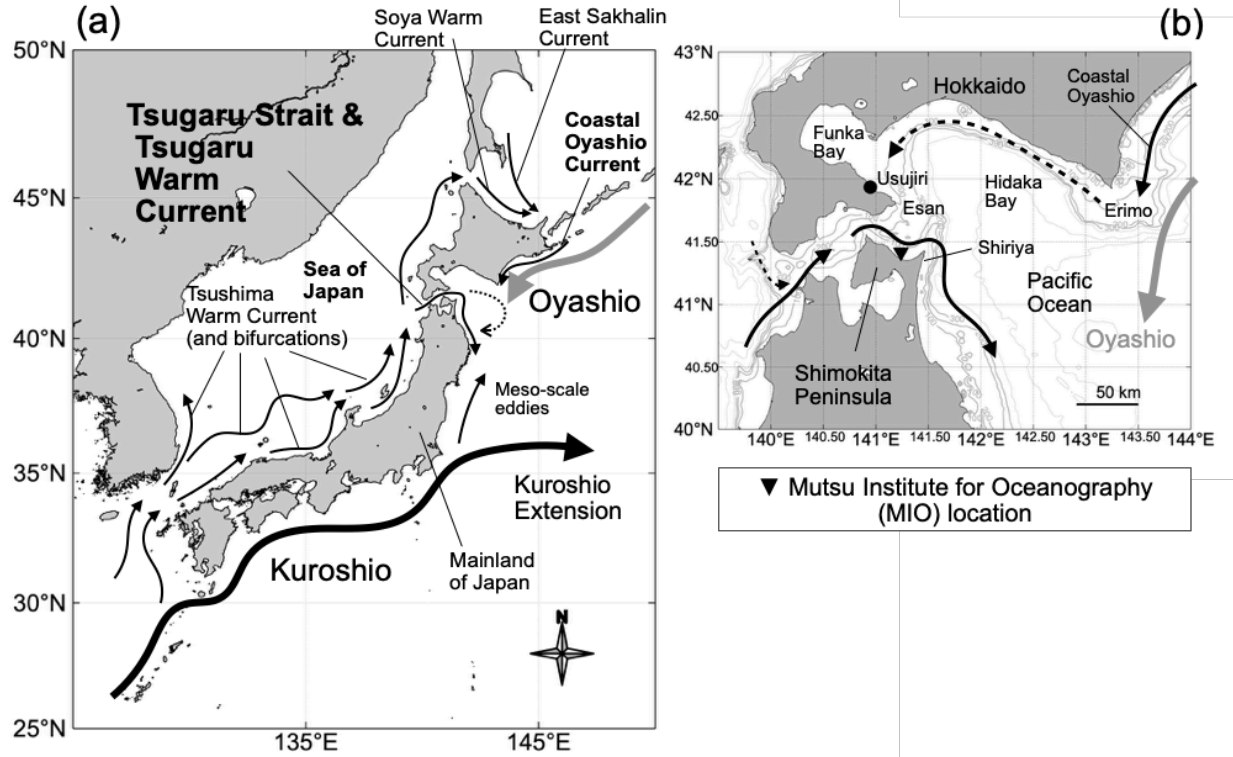 (a)
Soya Warm
Current
East Sakhalin
Current
50°N
Tsugaru Strait &
Tsugaru
Warm
Current
Coastal
Oyashio
Current
45°N
Sea of
Japan
Tsushima
Warm Current
(and bifurcations)
Oyashio
40°N
Meso-scale
eddies
35°N
Kuroshio
Extension
Kuroshio
Mainland
of Japan
30°N
N
25°N
135°E
145°E
(b)
43°N
Hokkaido
Coastal
Oyashio
42.50
Funka
Bay
42°N
Usujiri
Hidaka
Bay
Esan
Erimo
41.50
Shiriya
Pacific
Ocean
41°N
Oyashio
40.50
Shimokita
Peninsula
50 km
40°N
140°E
140.50
141°E
141.50
142°E
142.50
143°E
143.50
144°E
▼ Mutsu Institute for Oceanography
(MIO) location